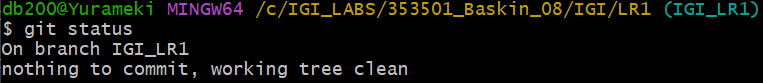 db200@Yurameki MINGW64 /c/IGI_LABS/353501_Baskin_08/IGI/LR1 (IGI_LR1)
$ git status
On branch IGI_LR1
nothing to commit, working tree clean